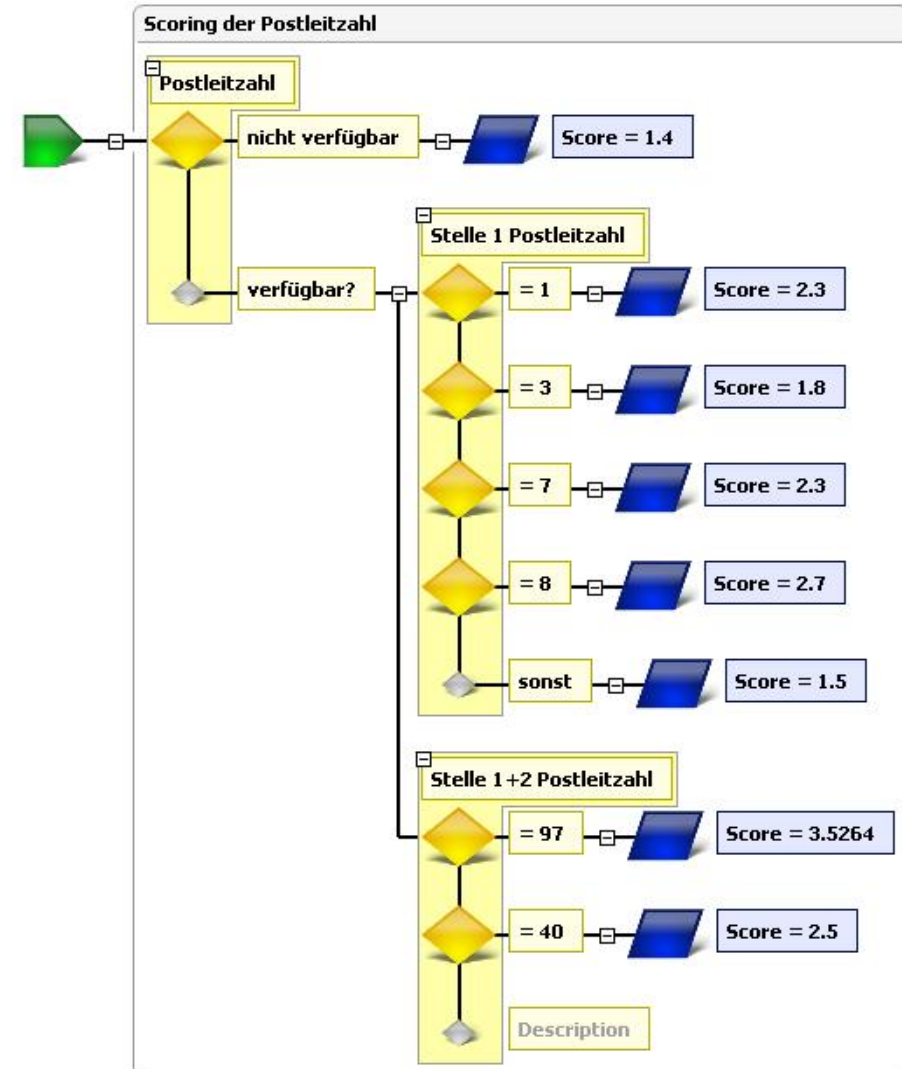 Scoring der Postleitzahl
Postleitzahl
nicht verfügbar
Score = 1.4
verfügbar?
Stelle 1 Postleitzahl
= 1
Score = 2.3
= 3
Score = 1.8
= 7
Score = 2.3
= 8
Score = 2.7
sonst
Score = 1.5
Stelle 1+2 Postleitzahl
= 97
Score = 3.5264
= 40
Score = 2.5
Description